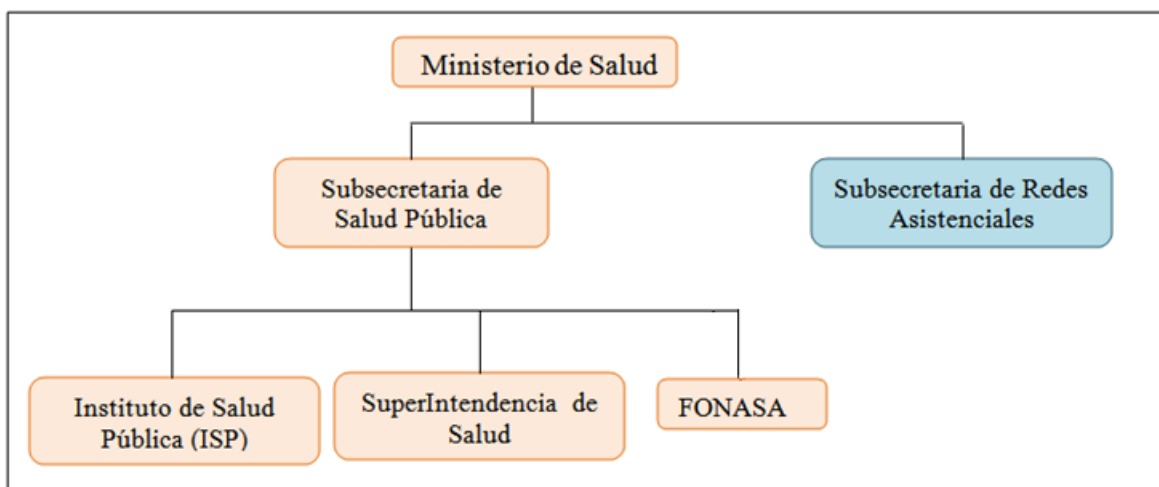 Ministerio de Salud
Subsecretaria de
Salud Pública
Subsecretaria de Redes
Asistenciales
Instituto de Salud
Pública (ISP)
SuperIntendencia de
Salud
FONASA